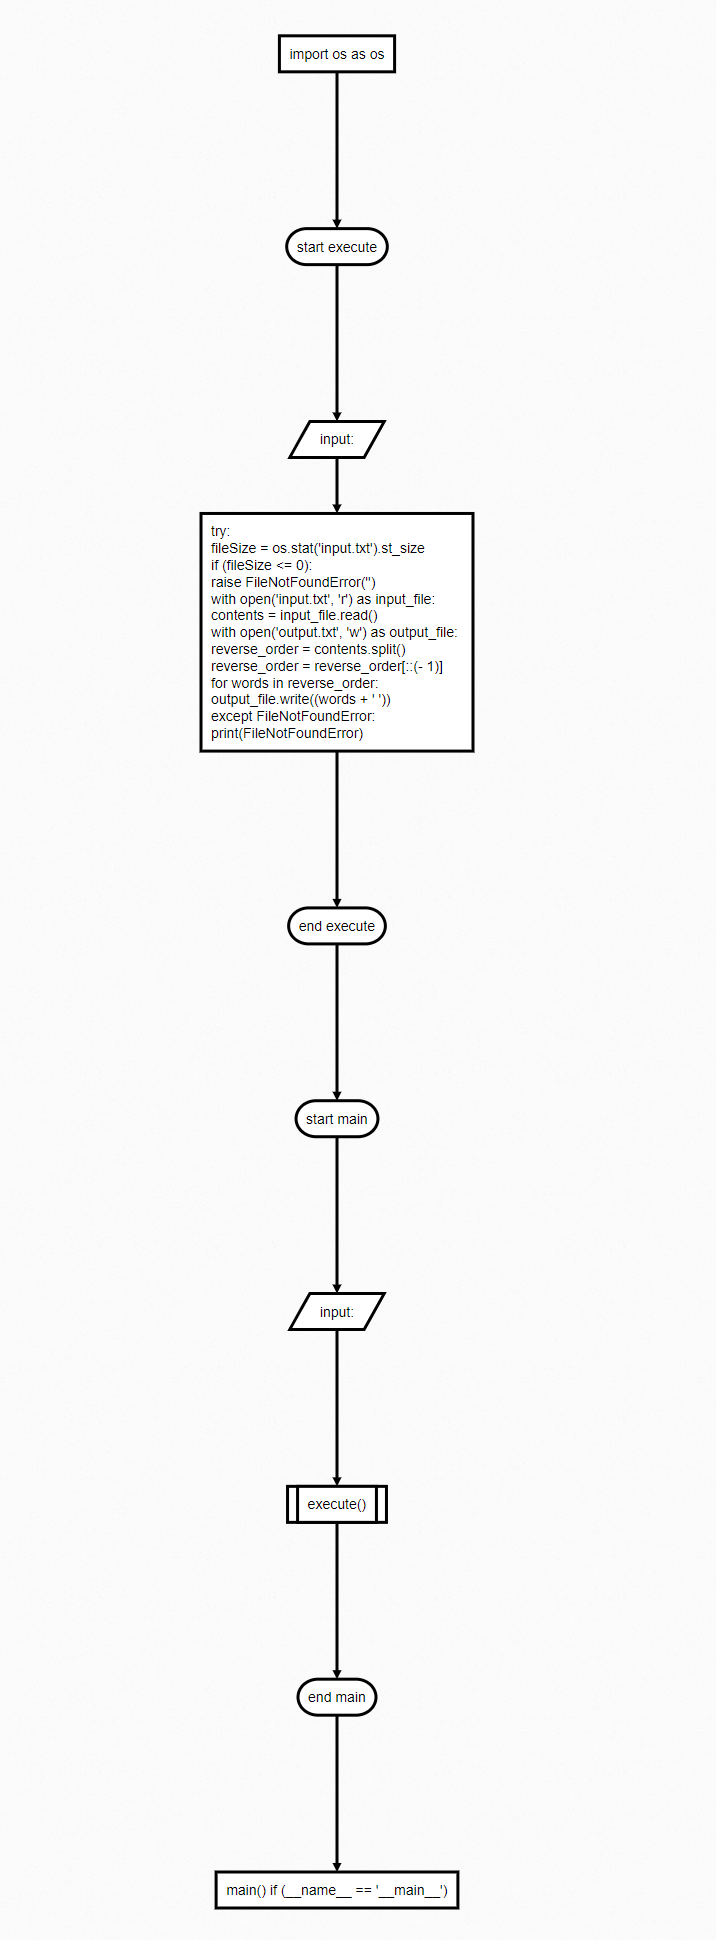 import os as os
start execute
input:
try:
fileSize = os.stat('input.txt').st_size
if (fileSize <= 0):
raise FileNotFoundError('')
with open('input.txt', 'r') as input_file:
contents = input_file.read()
with open('output.txt', 'w') as output_file:
reverse_order = contents.split()
reverse_order = reverse_order[::(- 1)]
for words in reverse_order:
output_file.write((words + ' '))
except FileNotFoundError:
print(FileNotFoundError)
end execute
start main
input:
execute()
end main
main() if (__name__ == '__main__')